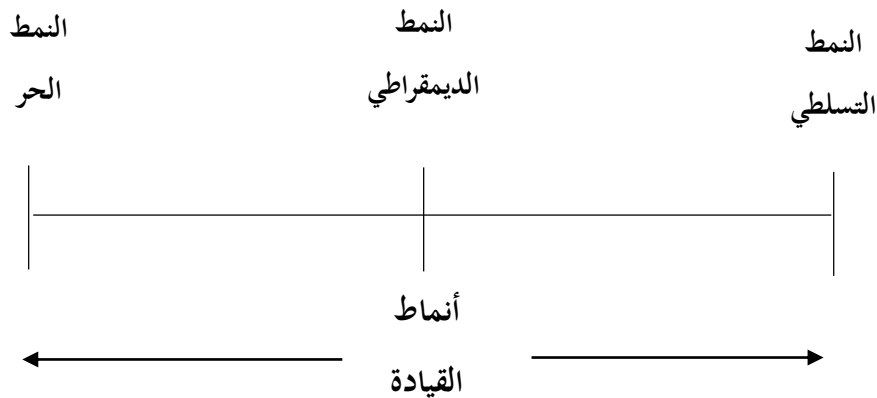 النمط
التسلطي
النمط
الديمقراطي
النمط
الحر
أنماط
القيادة